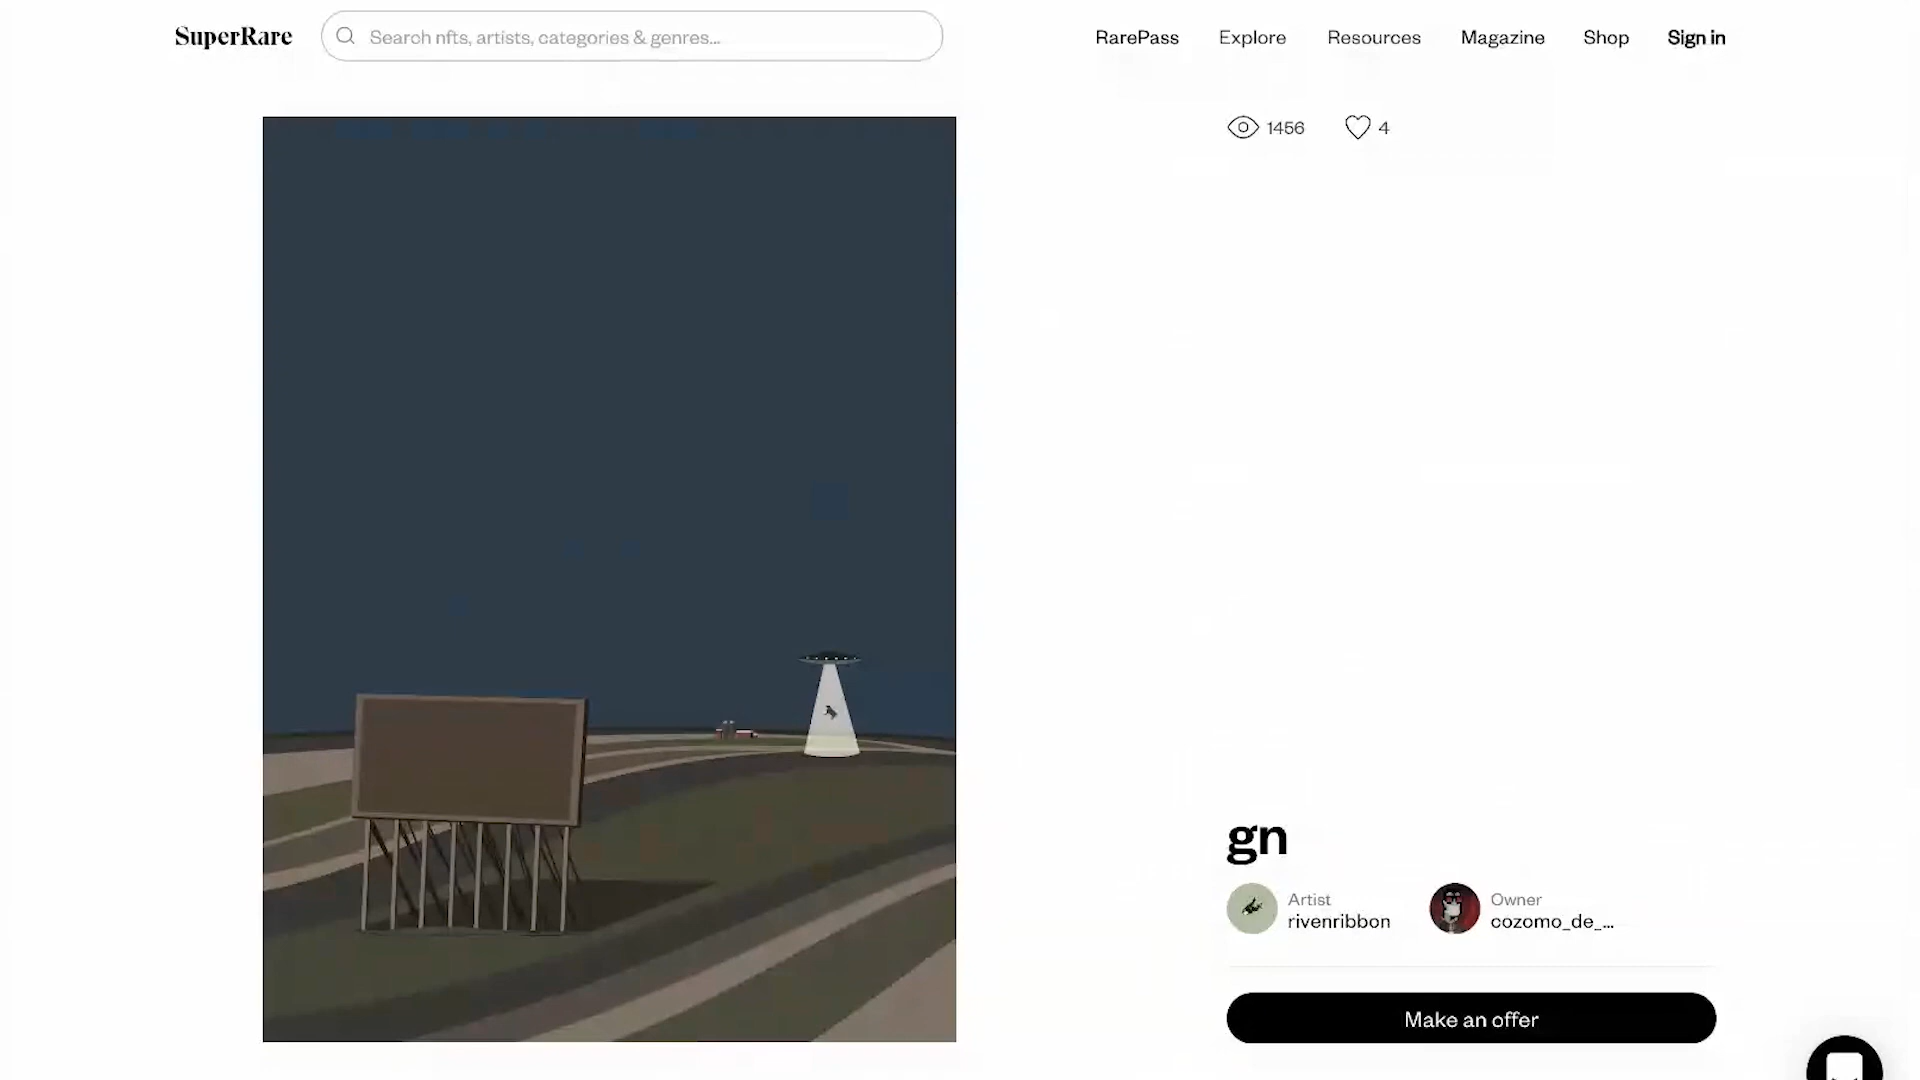 SuperRare
Search nfts, artists, categories & genres...
RarePass
Explore
Resources
Magazine
Shop
Sign in
1456
4
gn
Artist
rivenribbon
Owner
cozomo_de_...
Make an offer